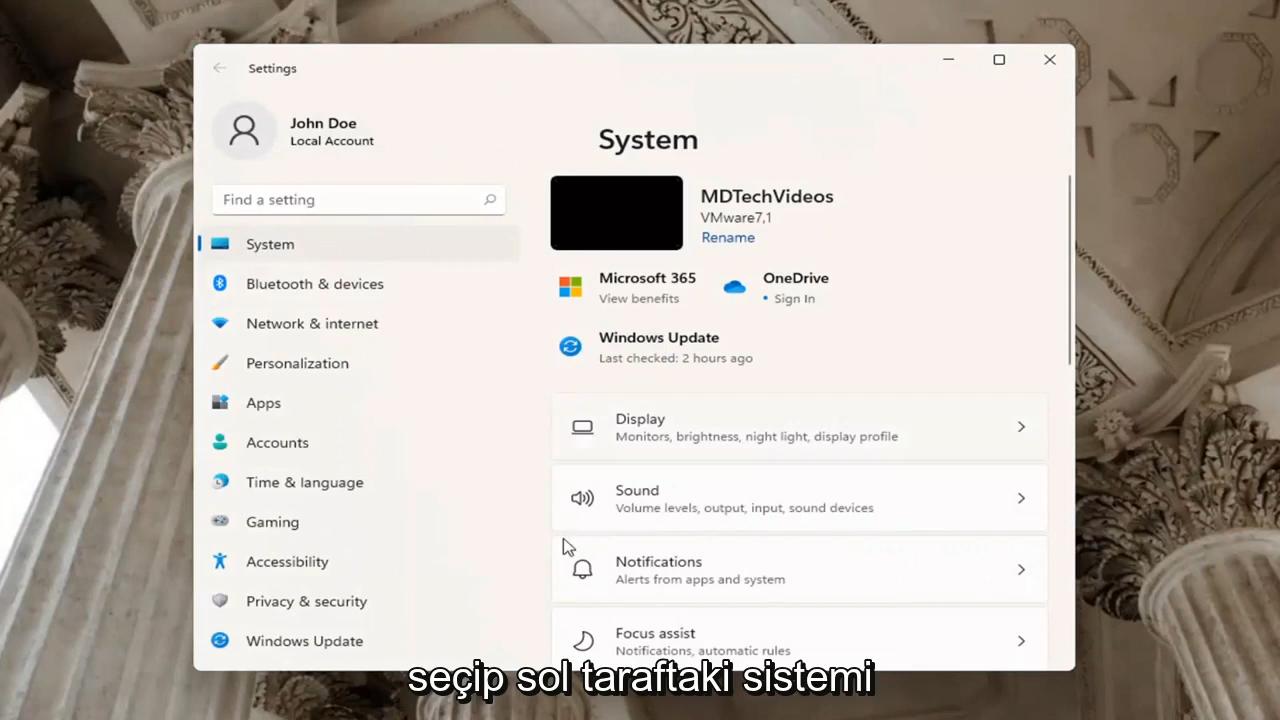 Settings
John Doe
Local Account
Find a setting
System
Bluetooth & devices
Network & internet
Personalization
Apps
Accounts
Time & language
Gaming
Accessibility
Privacy & security
Windows Update
System
MDTechVideos
VMware7,1
Rename
Microsoft 365
View benefits
OneDrive
• Sign In
Windows Update
Last checked: 2 hours ago
Display
Monitors, brightness, night light, display profile
Sound
Volume levels, output, input, sound devices
Notifications
Alerts from apps and system
Focus assist
Notifications, automatic rules
seçip sol taraftaki sistemi